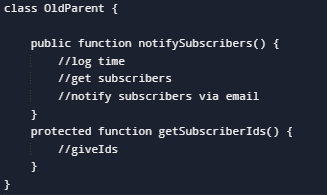 class OldParent {
public function notifySubscribers() {
//log time
//get subscribers
//notify subscribers via email
}
protected function getSubscriberIds() {
//giveIds
}
}